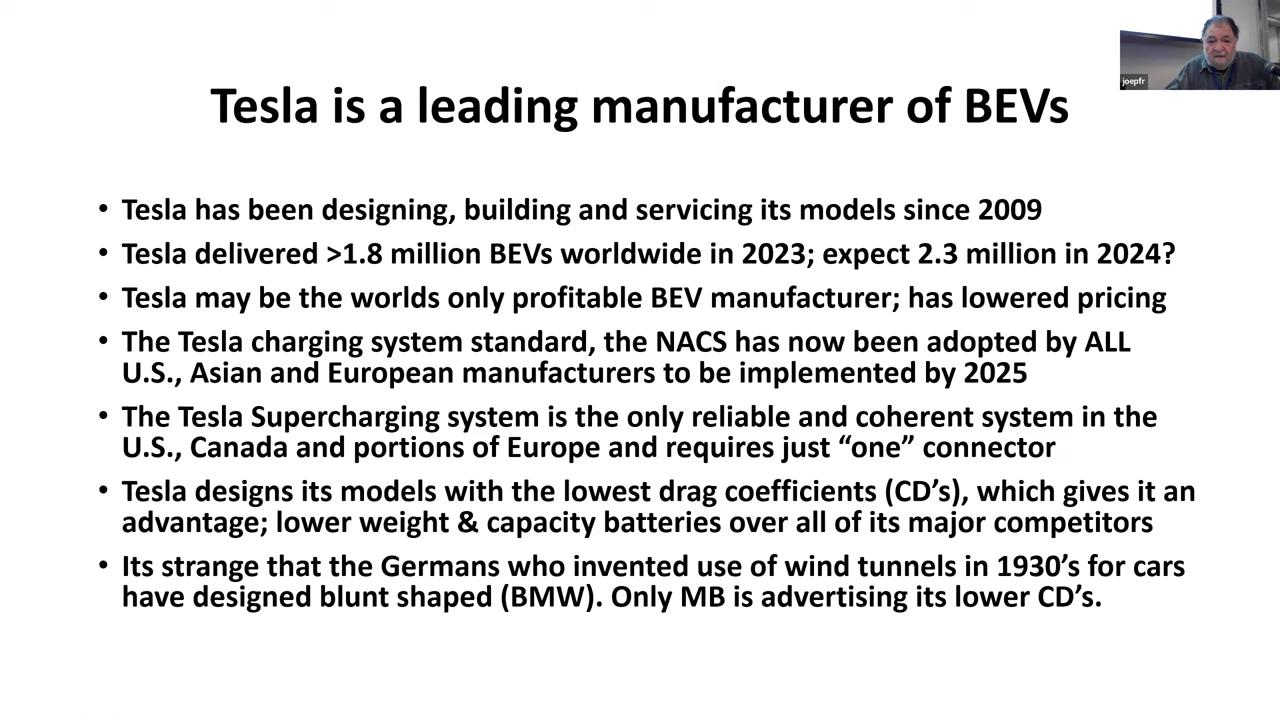 joepfr
Tesla is a leading manufacturer of BEVs
• Tesla has been designing, building and servicing its models since 2009
• Tesla delivered >1.8 million BEVs worldwide in 2023; expect 2.3 million in 2024?
• Tesla may be the worlds only profitable BEV manufacturer; has lowered pricing
• The Tesla charging system standard, the NACS has now been adopted by ALL
U.S., Asian and European manufacturers to be implemented by 2025
• The Tesla Supercharging system is the only reliable and coherent system in the
U.S., Canada and portions of Europe and requires just “one” connector
• Tesla designs its models with the lowest drag coefficients (CD’s), which gives it an
advantage; lower weight & capacity batteries over all of its major competitors
• Its strange that the Germans who invented use of wind tunnels in 1930’s for cars
have designed blunt shaped (BMW). Only MB is advertising its lower CD’s.